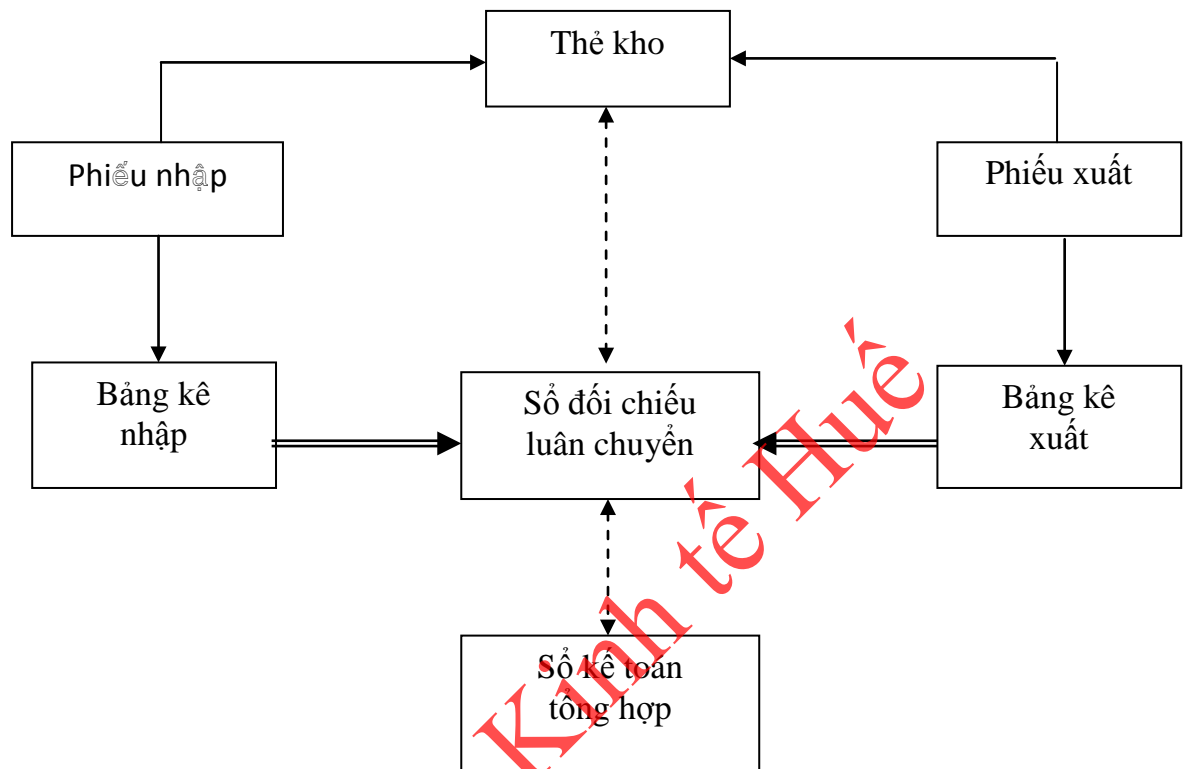 Thẻ kho
Phiếu nhập
Phiếu xuất
Bảng kê
nhập
Sổ đối chiếu
luân chuyển
Bảng kê
xuất
Sổ kế toán
tổng hợp
Kinh tế Huế